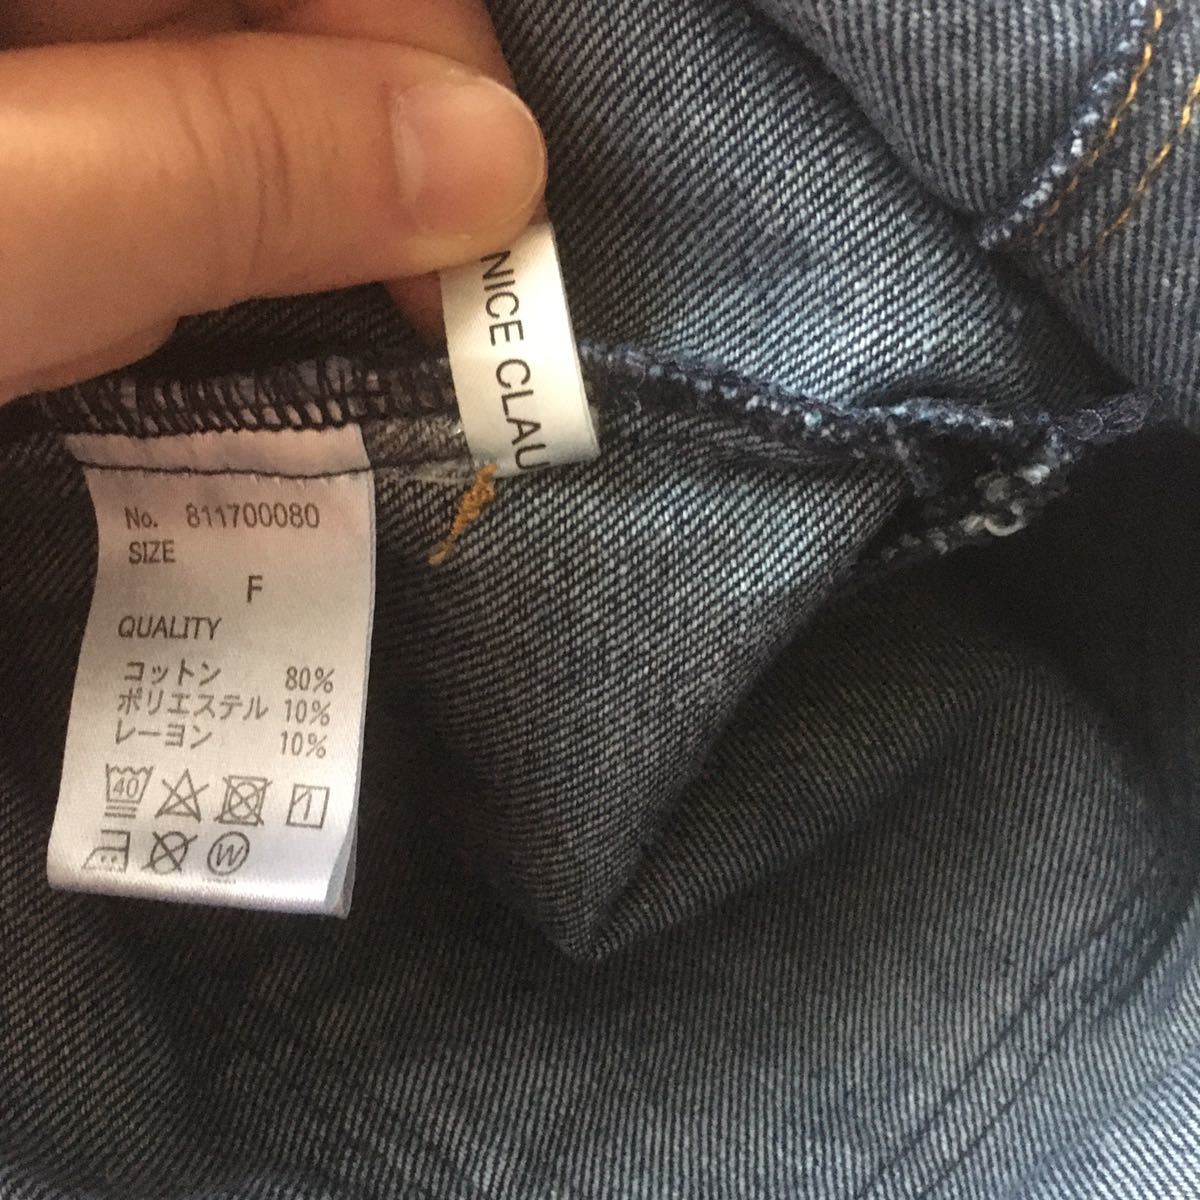 NICE CLAU
No. 811700080
SIZE
F
QUALITY
コットン 80%
ポリエステル 10%
レーヨン 10%
40
W